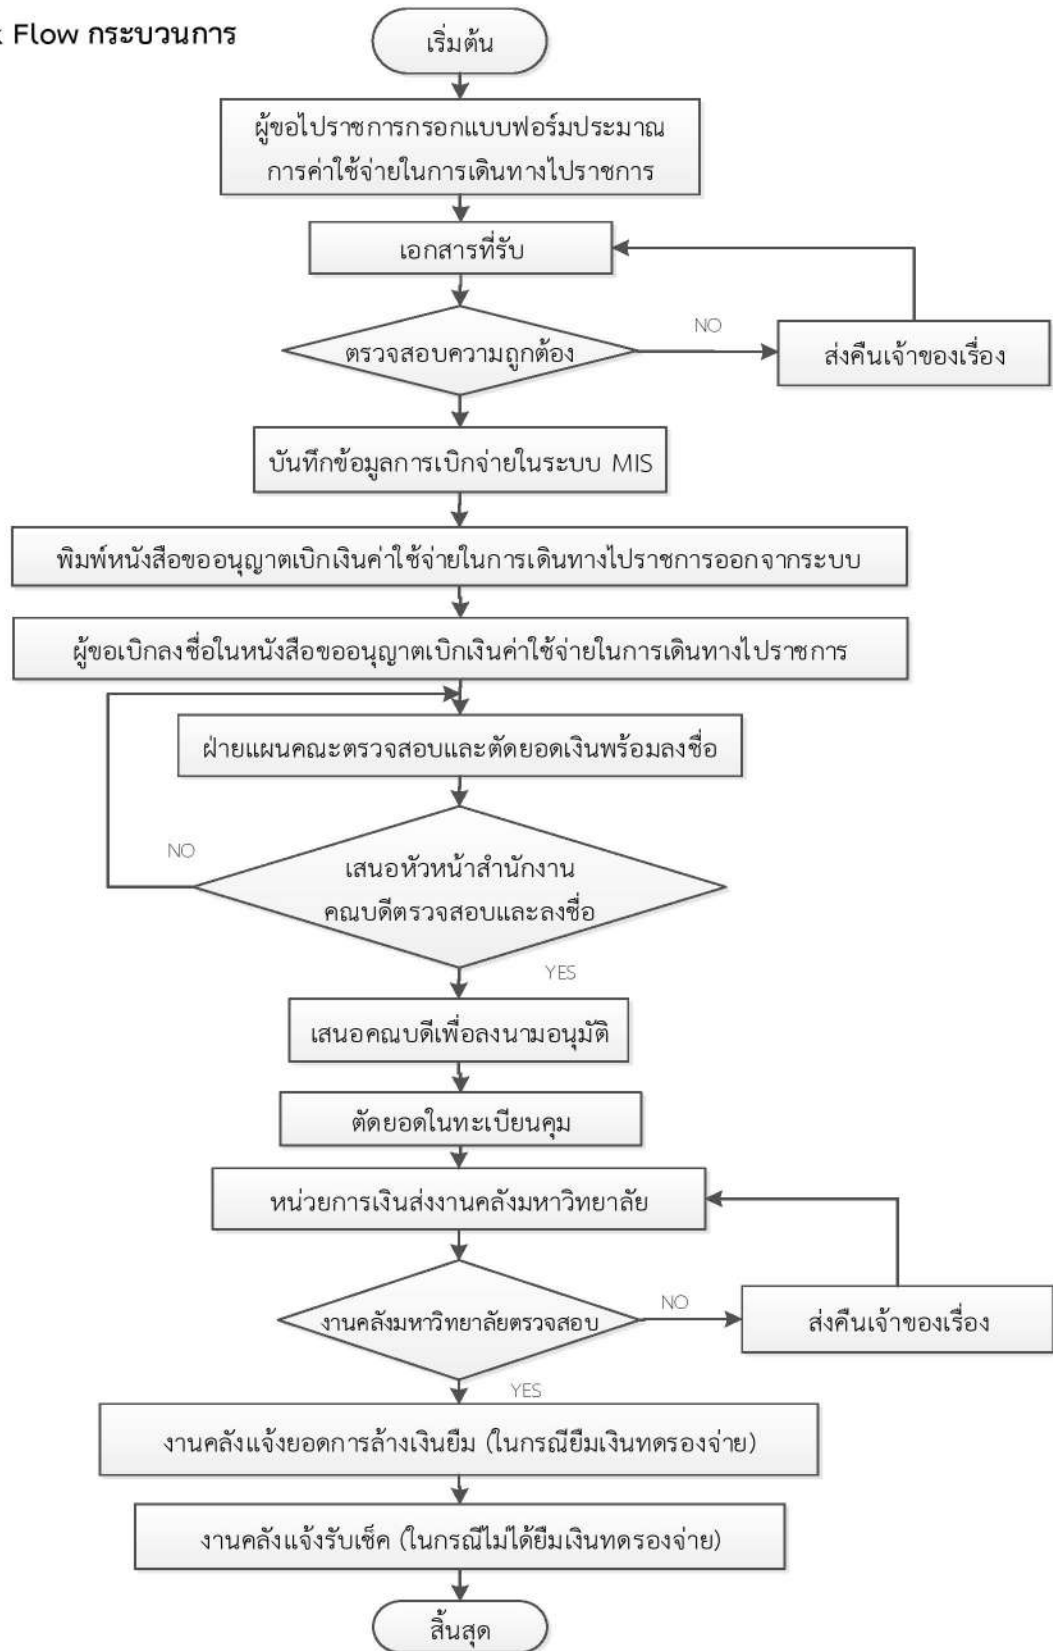 Flow กระบวนการ
เริ่มต้น
ผู้ขอไปราชการกรอกแบบฟอร์มประมาณ
การค่าใช้จ่ายในการเดินทางไปราชการ
เอกสารที่รับ
ตรวจสอบความถูกต้อง
NO
ส่งคืนเจ้าของเรื่อง
บันทึกข้อมูลการเบิกจ่ายในระบบ MIS
พิมพ์หนังสือขออนุญาตเบิกเงินค่าใช้จ่ายในการเดินทางไปราชการออกจากระบบ
ผู้ขอเบิกลงชื่อในหนังสือขออนุญาตเบิกเงินค่าใช้จ่ายในการเดินทางไปราชการ
ฝ่ายแผนคณะตรวจสอบและตัดยอดเงินพร้อมลงชื่อ
NO
เสนอหัวหน้าสำนักงาน
คณบดีตรวจสอบและลงชื่อ
YES
เสนอคณบดีเพื่อลงนามอนุมัติ
ตัดยอดในทะเบียนคุม
หน่วยการเงินส่งงานคลังมหาวิทยาลัย
งานคลังมหาวิทยาลัยตรวจสอบ
NO
ส่งคืนเจ้าของเรื่อง
YES
งานคลังแจ้งยอดการล้างเงินยืม (ในกรณียืมเงินทดรองจ่าย)
งานคลังแจ้งรับเช็ค (ในกรณีไม่ได้ยืมเงินทดรองจ่าย)
สิ้นสุด